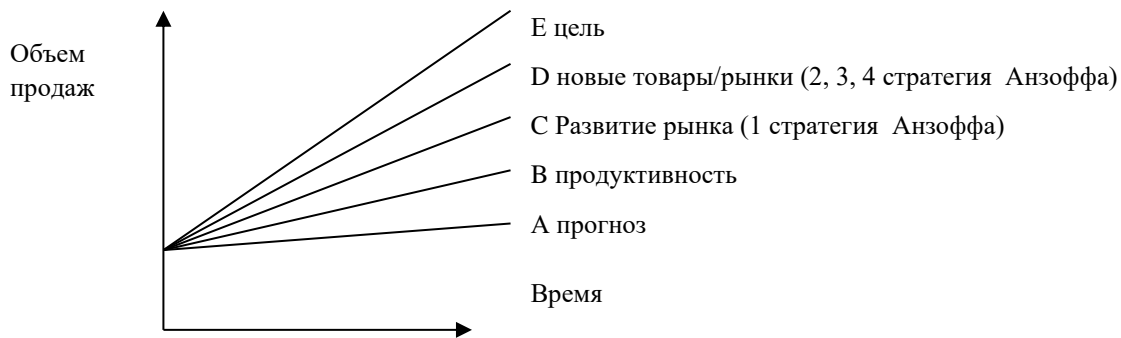 Объем
продаж
E цель
D новые товары/рынки (2, 3, 4 стратегия Анзоффа)
C Развитие рынка (1 стратегия Анзоффа)
B продуктивность
A прогноз
Время